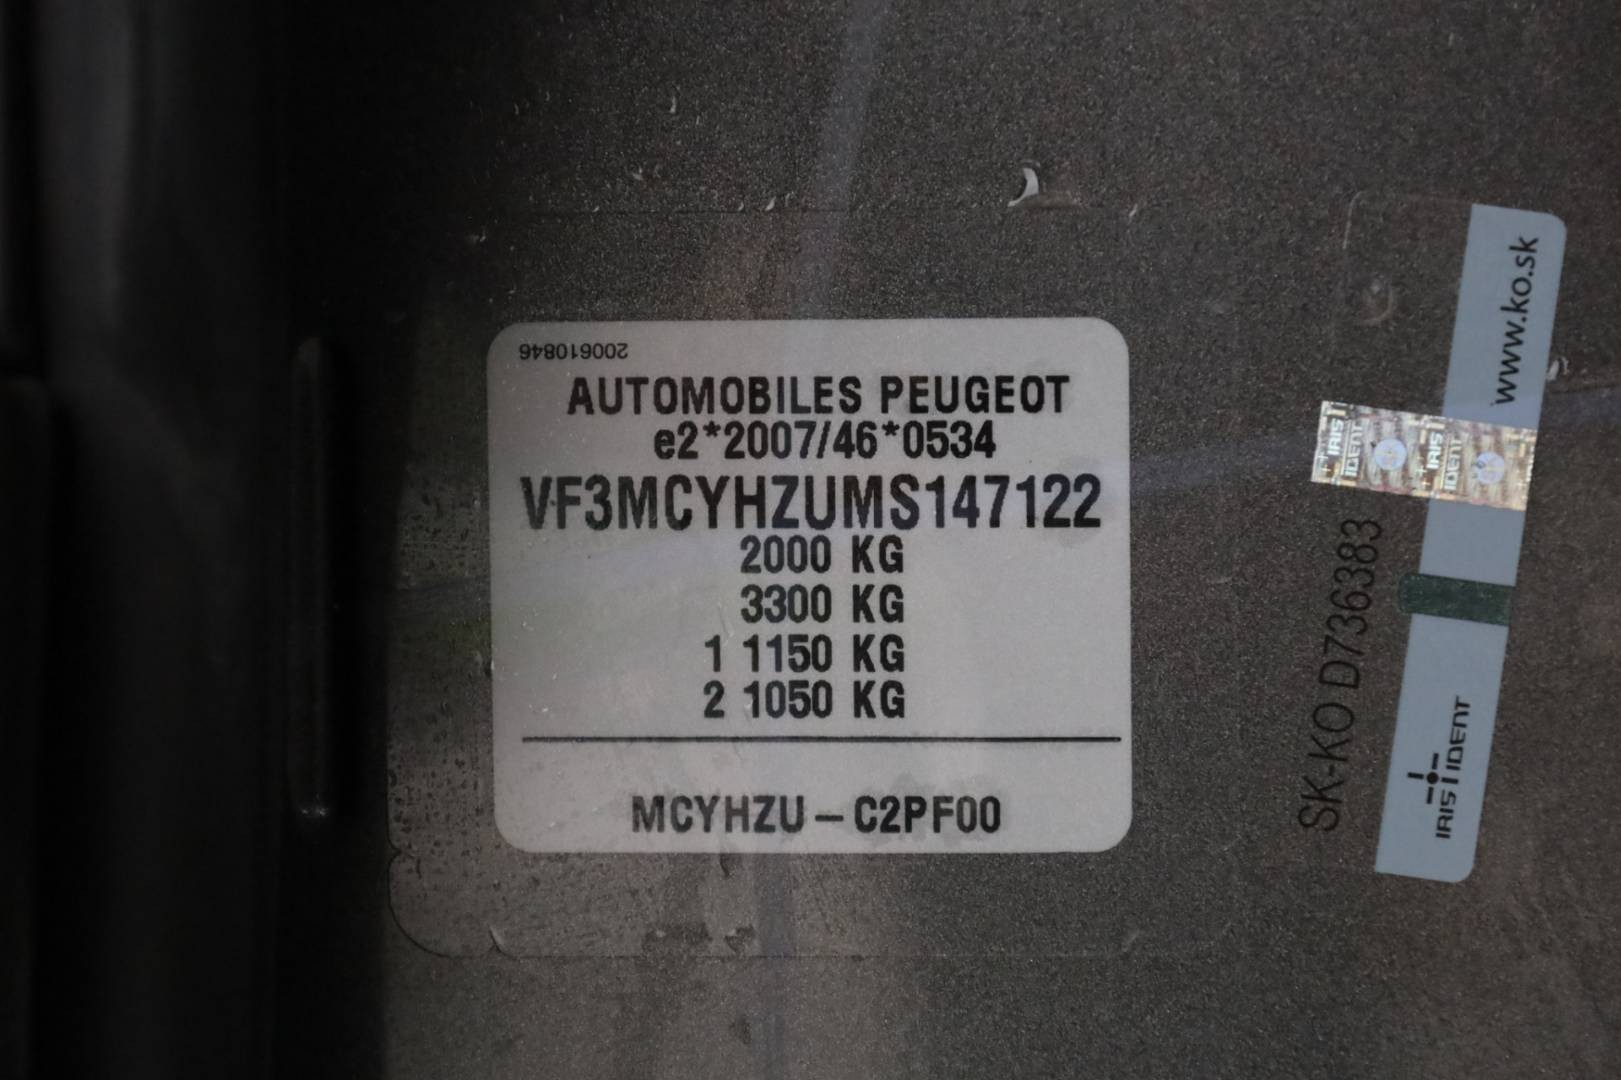 200610846
AUTOMOBILES PEUGEOT
e2*2007/46*0534
VF3MCYHZUMS147122
2000 KG
3300 KG
1 1150 KG
2 1050 KG
MCYHZU – C2PF00
www.ko.sk
IRIS IDENT
IRIS IDENT
SK-KO D736383
IRIS IDENT